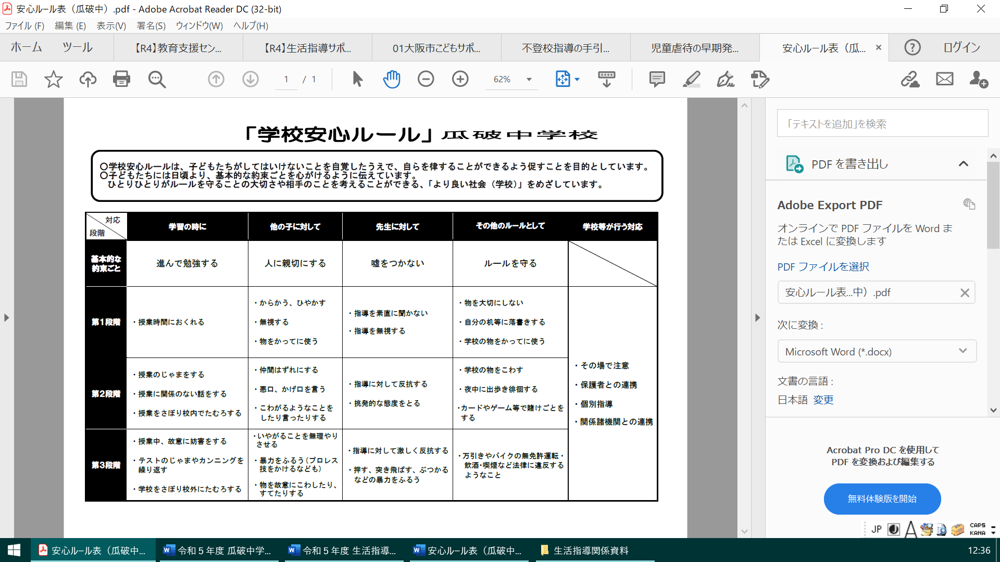 安心ルール表（瓜破中）.pdf - Adobe Acrobat Reader DC (32-bit)
ファイル (F) 編集 (E) 表示(V) 署名(S) ウィンドウ(W) ヘルプ(H)
ホーム ツール 【R4】教育支援セン... 【R4】生活指導サポ... 01大阪市こどもサポ... 不登校指導の手引... 児童虐待の早期発... 安心ルール表（瓜... × ? ログイン
1 / 1 62%
「学校安心ルール」瓜破中学校
〇学校安心ルールは、子どもたちがしてはいけないことを自覚したうえで、自らを律することができるよう促すことを目的としています。
〇子どもたちには日頃より、基本的な約束ごとを心がけるように伝えています。
ひとりひとりがルールを守ることの大切さや相手のことを考えることができる、「より良い社会（学校）」をめざしています。
対応
段階
学習の時に
他の子に対して
先生に対して
その他のルールとして
学校等が行う対応
基本的な
約束ごと
進んで勉強する
人に親切にする
嘘をつかない
ルールを守る
第1段階
・授業時間におくれる
・からかう、ひやかす
・無視する
・物をかってに使う
・指導を素直に聞かない
・指導を無視する
・物を大切にしない
・自分の机等に落書きする
・学校の物をかってに使う
第2段階
・授業のじゃまをする
・授業に関係のない話をする
・授業をさぼり校内でたむろする
・仲間はずれにする
・悪口、かげ口を言う
・こわがるようなことを
したり言ったりする
・指導に対して反抗する
・挑発的な態度をとる
・学校の物をこわす
・夜中に出歩き徘徊する
・カードやゲーム等で賭けごとを
する
第3段階
・授業中、故意に妨害をする
・テストのじゃまやカンニングを
繰り返す
・学校をさぼり校外にたむろする
・いやがることを無理やり
させる
・暴力をふるう（プロレス
技をかけるなども）
・物を故意にこわしたり、
すてたりする
・指導に対して激しく反抗する
・押す、突き飛ばす、ぶつかる
などの暴力をふるう
・万引きやバイクの無免許運転・
飲酒・喫煙など法律に違反する
ようなこと
・その場で注意
・保護者との連携
・個別指導
・関係諸機関との連携
「テキストを追加」を検索
PDF を書き出し
Adobe Export PDF
オンラインで PDF ファイルを Word ま
たは Excel に変換します
PDF ファイルを選択
安心ルール表...中）.pdf
次に変換 :
Microsoft Word (*.docx)
文書の言語 :
日本語 変更
Acrobat Pro DC を使用して
PDF を変換および編集する
無料体験版を開始
JP A CAPS
KANA
安心ルール表（瓜破中... 令和５年度 瓜破中学... 令和５年度 生活指導... 安心ルール表（瓜破中... 生活指導関係資料 12:36